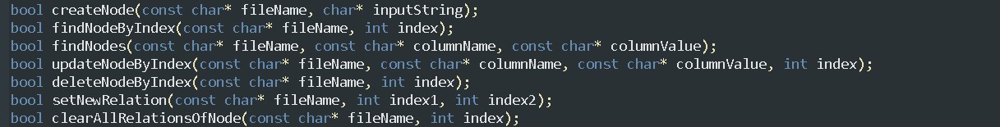 bool createNode(const char* fileName, char* inputString);
bool findNodeByIndex(const char* fileName, int index);
bool findNodes(const char* fileName, const char* columnName, const char* columnValue);
bool updateNodeByIndex(const char* fileName, const char* columnName, const char* columnValue, int index);
bool deleteNodeByIndex(const char* fileName, int index);
bool setNewRelation(const char* fileName, int index1, int index2);
bool clearAllRelationsOfNode(const char* fileName, int index);